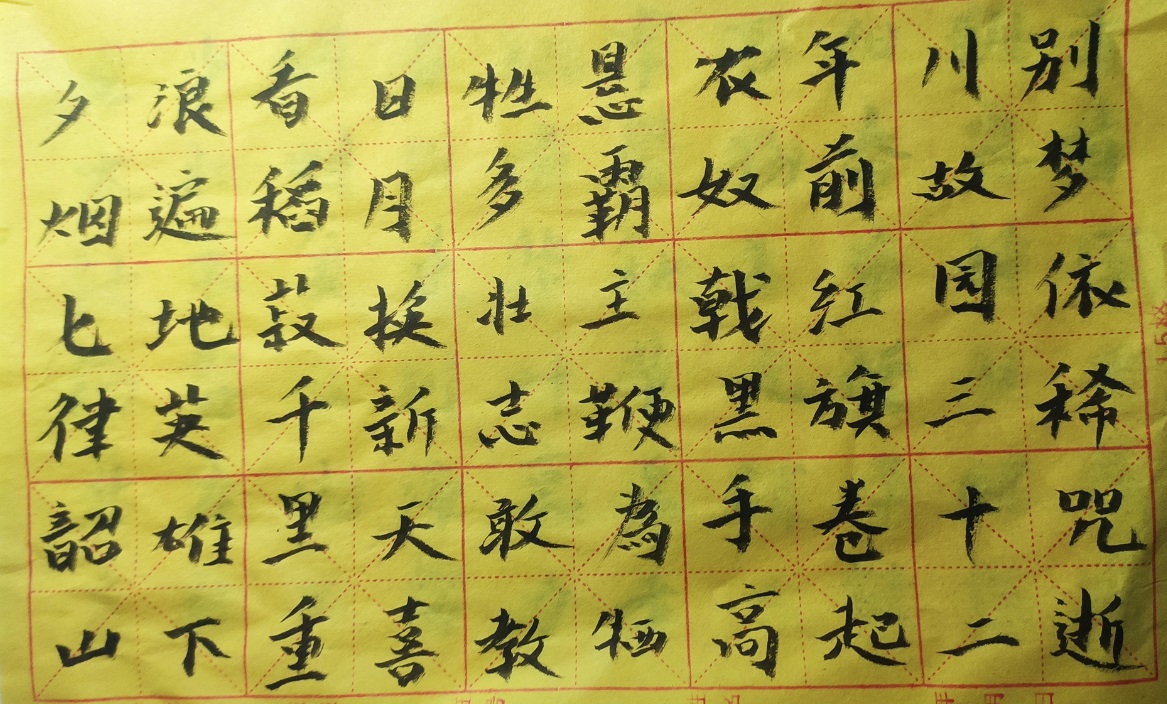 别梦依稀咒逝
川故园三十二
年前红旗卷起
农奴戟黑手高
悬霸主鞭為牺
牲多壮志敢教
日月换新天喜
看稻菽千里重
浪遍地英雄下
夕烟七律韶山